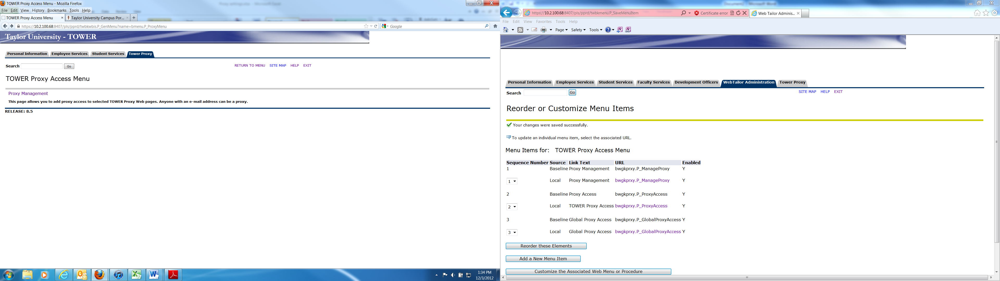 TOWER Proxy Access Menu - Mozilla Firefox
File Edit View History Bookmarks Tools Help
TOWER Proxy Access Menu × Taylor University Campus Por... × +
https://10.2.100.68:8407/pls/pprd/twbkwbis.P_GenMenu?name=bmenu.P_ProxyMenu
Google
Taylor University - TOWER
Personal Information Employee Services Student Services Tower Proxy
Search Go
RETURN TO MENU SITE MAP HELP EXIT
TOWER Proxy Access Menu
Proxy Management
This page allows you to add proxy access to selected TOWER Proxy Web pages. Anyone with an e-mail address can be a proxy.
RELEASE: 8.5
1:34 PM
12/3/2012
https://10.2.100.68:8407/pls/pprd/twbkmenu.P_SaveMenuItem
Certificate error
Web Tailor Adminis... ×
File Edit View Favorites Tools Help
Page Safety Tools
Personal Information Employee Services Student Services Faculty Services Development Officers WebTailor Administration Tower Proxy
Search Go
SITE MAP HELP EXIT
Reorder or Customize Menu Items
Your changes were saved successfully.
To update an individual menu item, select the associated URL.
Menu Items for: TOWER Proxy Access Menu
Sequence Number Source Link Text URL Enabled
1 Baseline Proxy Management bwgkprxy.P_ManageProxy Y
1 Local Proxy Management bwgkprxy.P_ManageProxy Y
2 Baseline Proxy Access bwgkprxy.P_ProxyAccess Y
2 Local TOWER Proxy Access bwgkprxy.P_ProxyAccess Y
3 Baseline Global Proxy Access bwgkprxy.P_GlobalProxyAccess Y
3 Local Global Proxy Access bwgkprxy.P_GlobalProxyAccess Y
Reorder these Elements
Add a New Menu Item
Customize the Associated Web Menu or Procedure